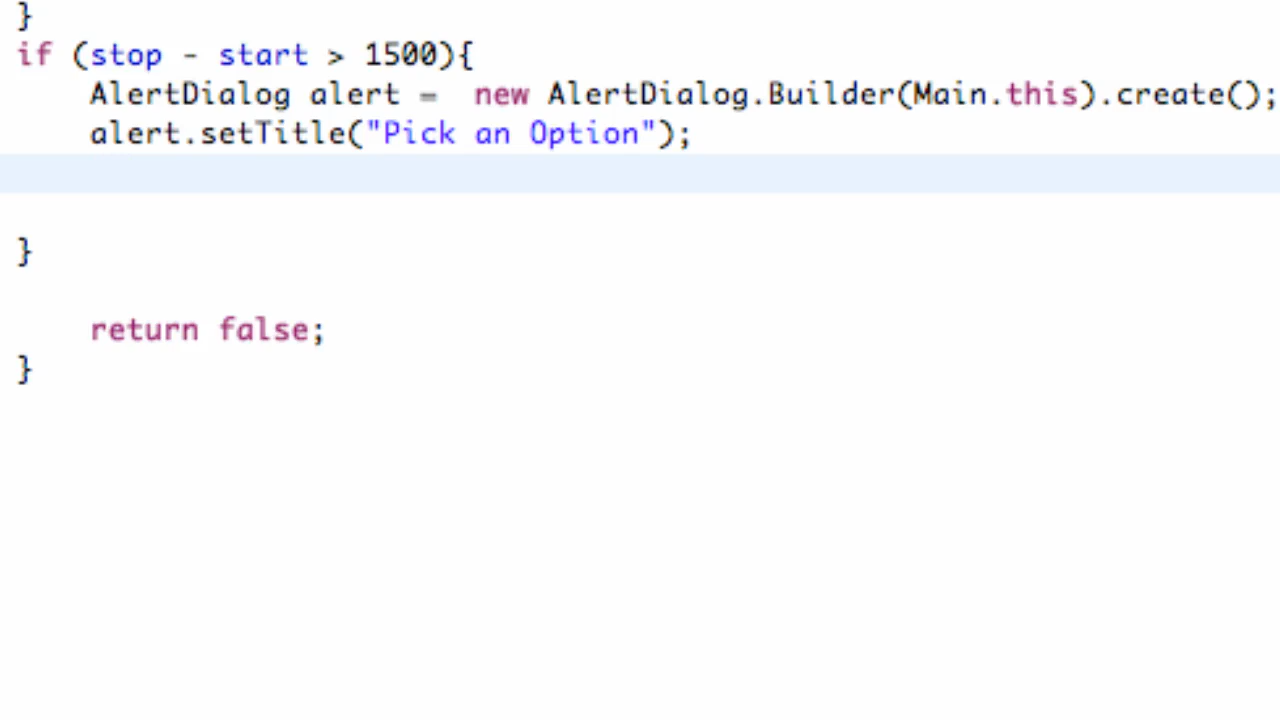 }
if (stop - start > 1500){
    AlertDialog alert =  new AlertDialog.Builder(Main.this).create();
    alert.setTitle("Pick an Option");
}
    return false;
}